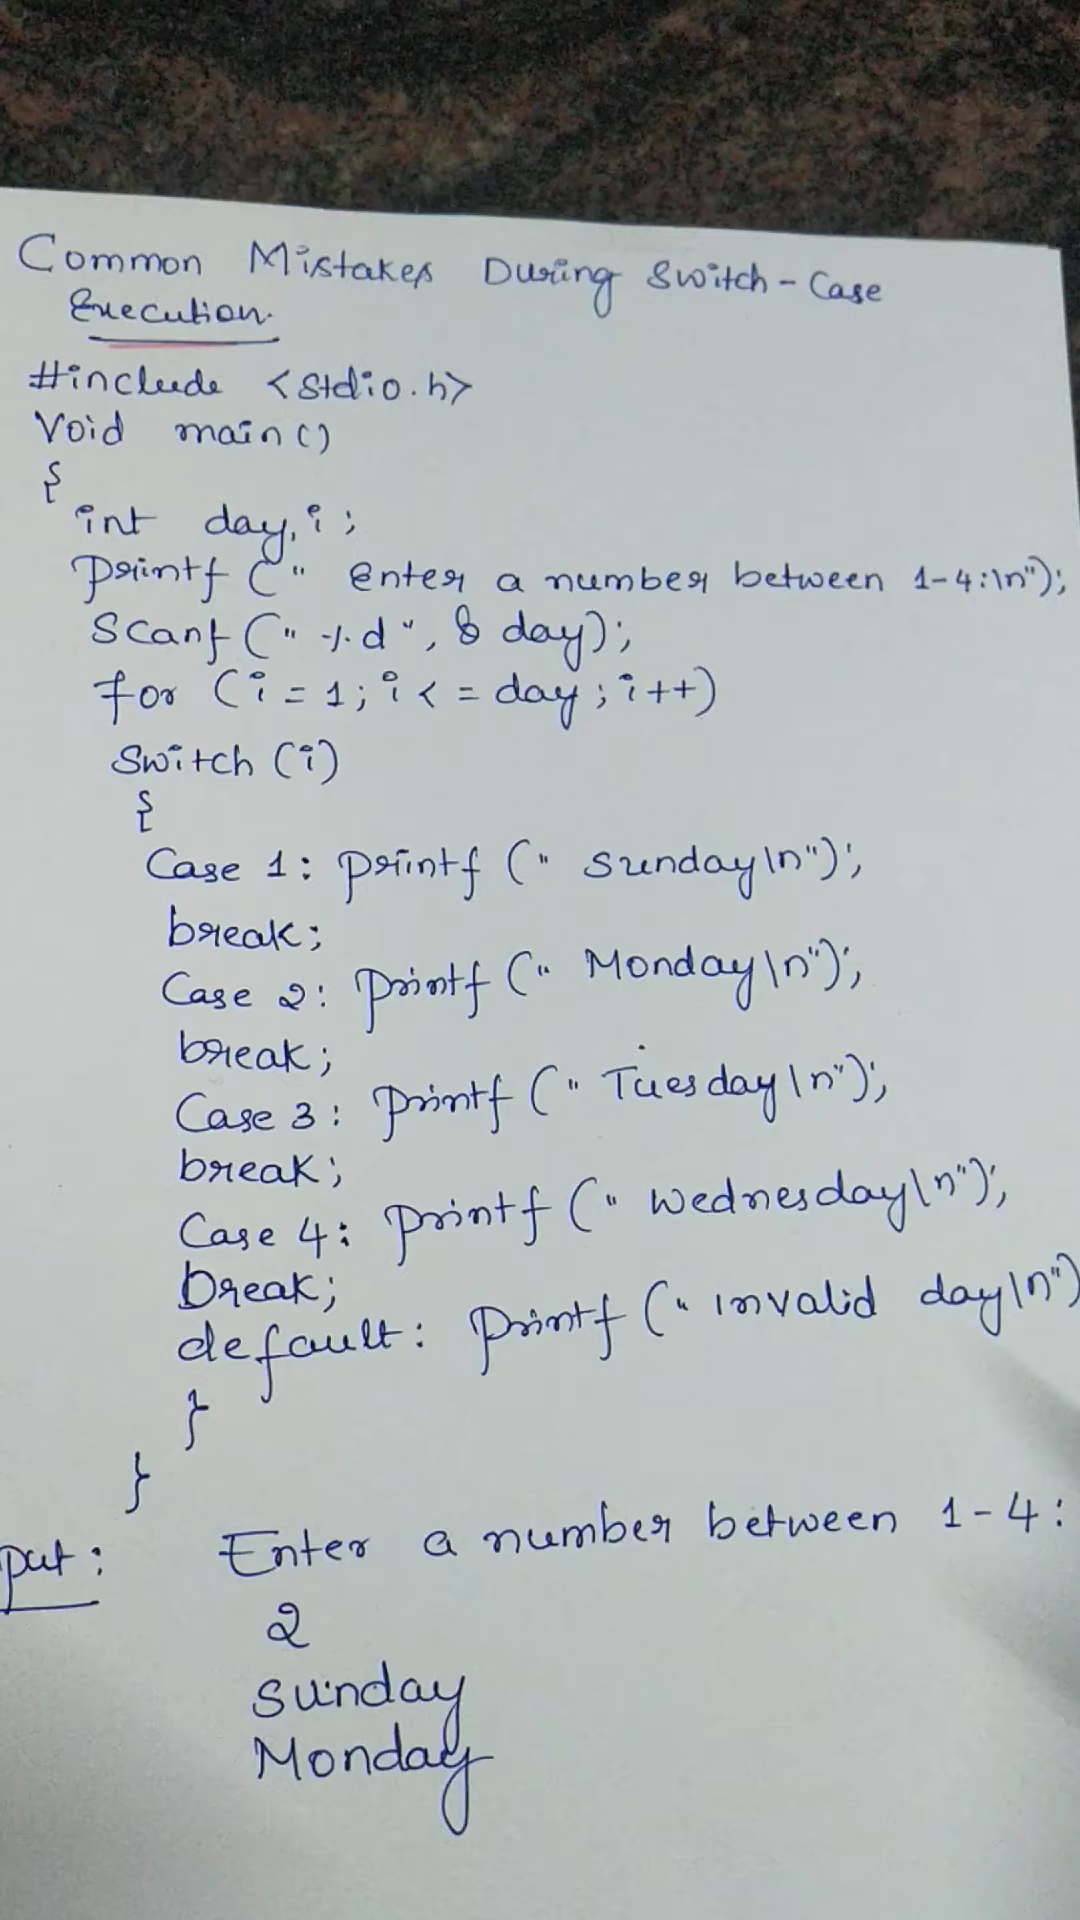 Common Mistakes During Switch-Case
Execution.
#include <stdio.h>
Void main()
{
int day, i;
printf (" enter a number between 1-4:\n");
Scanf (" %d", & day);
for (i = 1; i < = day ; i ++)
Switch (i)
{
Case 1: printf (" Sunday\n");
break;
Case 2: printf (" Monday\n");
break;
Case 3: printf (" Tuesday\n");
break;
Case 4: printf (" Wednesday\n");
break;
default: printf (" invalid day\n")
}
}
put: Enter a number between 1-4:
2
Sunday
Monday